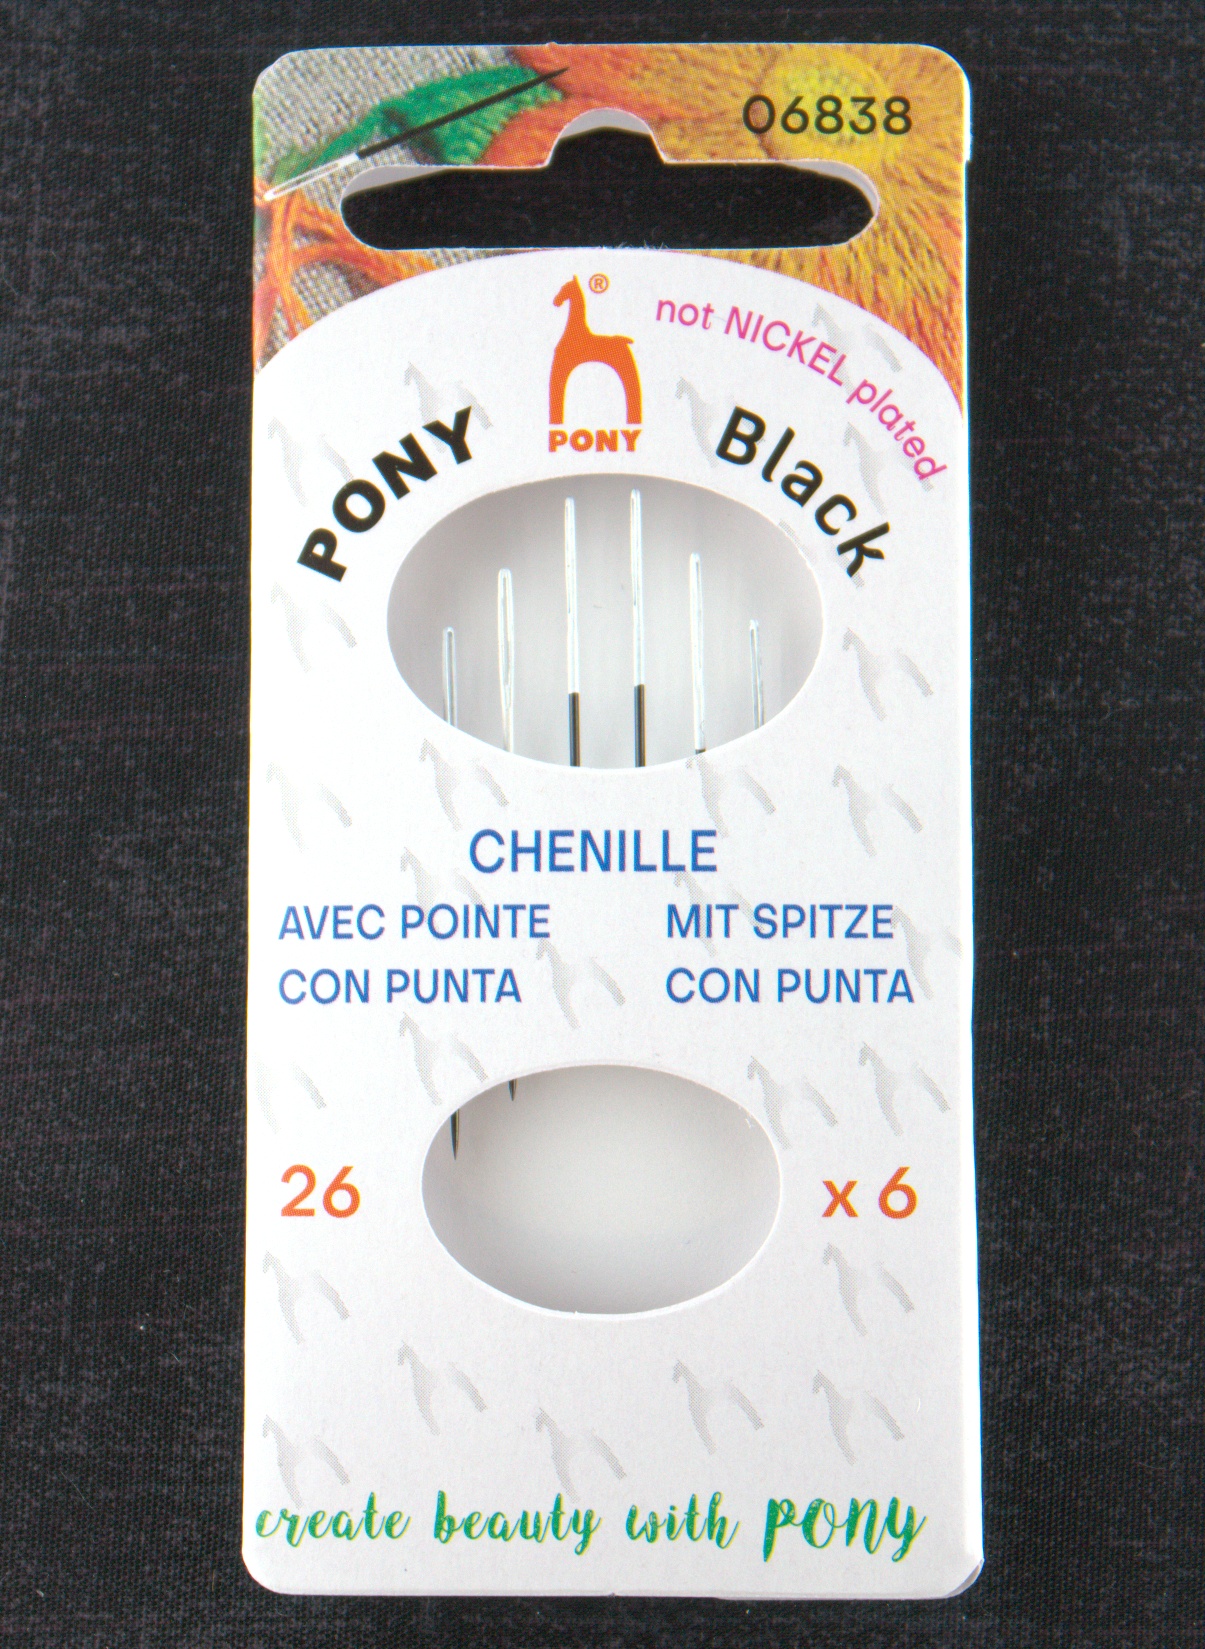 06838
®
PONY
not NICKEL plated
PONY Black
CHENILLE
AVEC POINTE
CON PUNTA
MIT SPITZE
CON PUNTA
26
x 6
create beauty with PONY